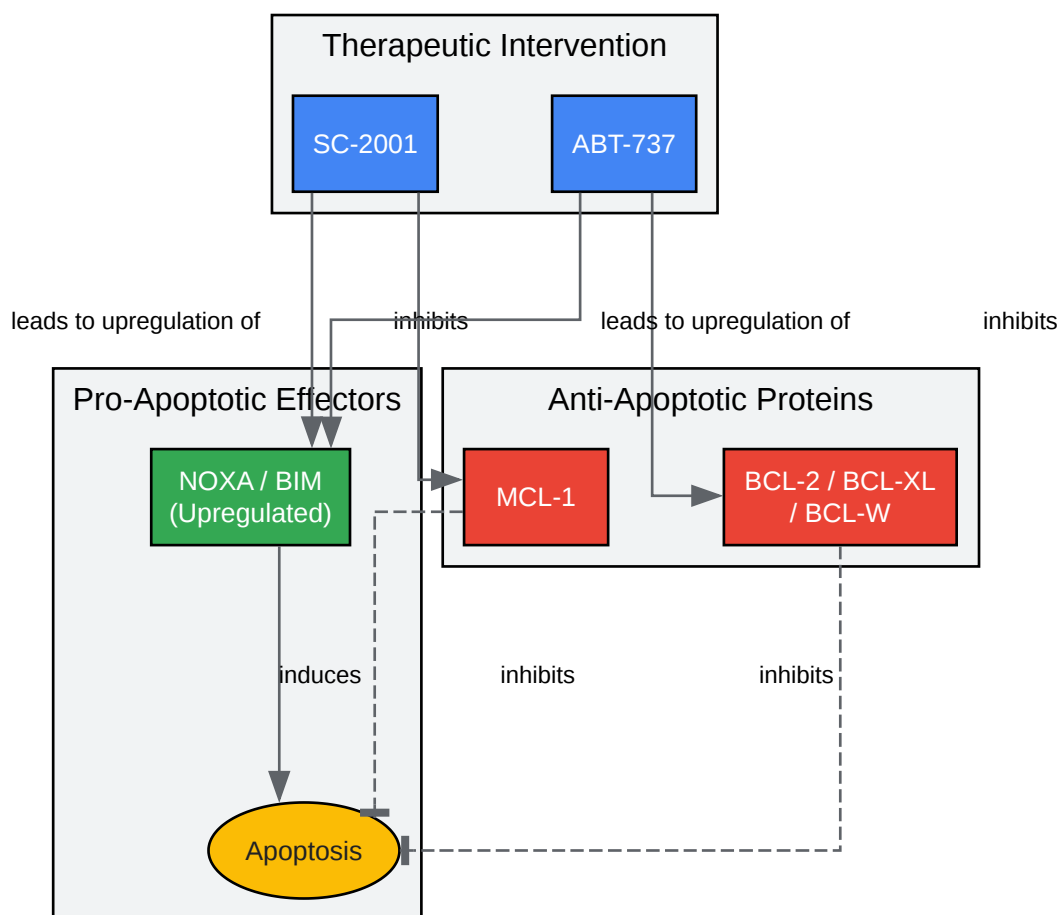 Therapeutic Intervention
SC-2001
ABT-737
leads to upregulation of
inhibits
leads to upregulation of
inhibits
Pro-Apoptotic Effectors
Anti-Apoptotic Proteins
NOXA / BIM
(Upregulated)
MCL-1
BCL-2 / BCL-XL
/ BCL-W
induces
inhibits
inhibits
Apoptosis